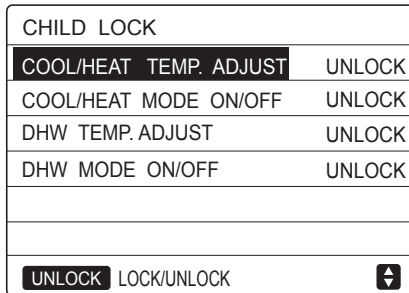 CHILD LOCK
COOL/HEAT TEMP. ADJUST UNLOCK
COOL/HEAT MODE ON/OFF UNLOCK
DHW TEMP. ADJUST UNLOCK
DHW MODE ON/OFF UNLOCK
UNLOCK LOCK/UNLOCK